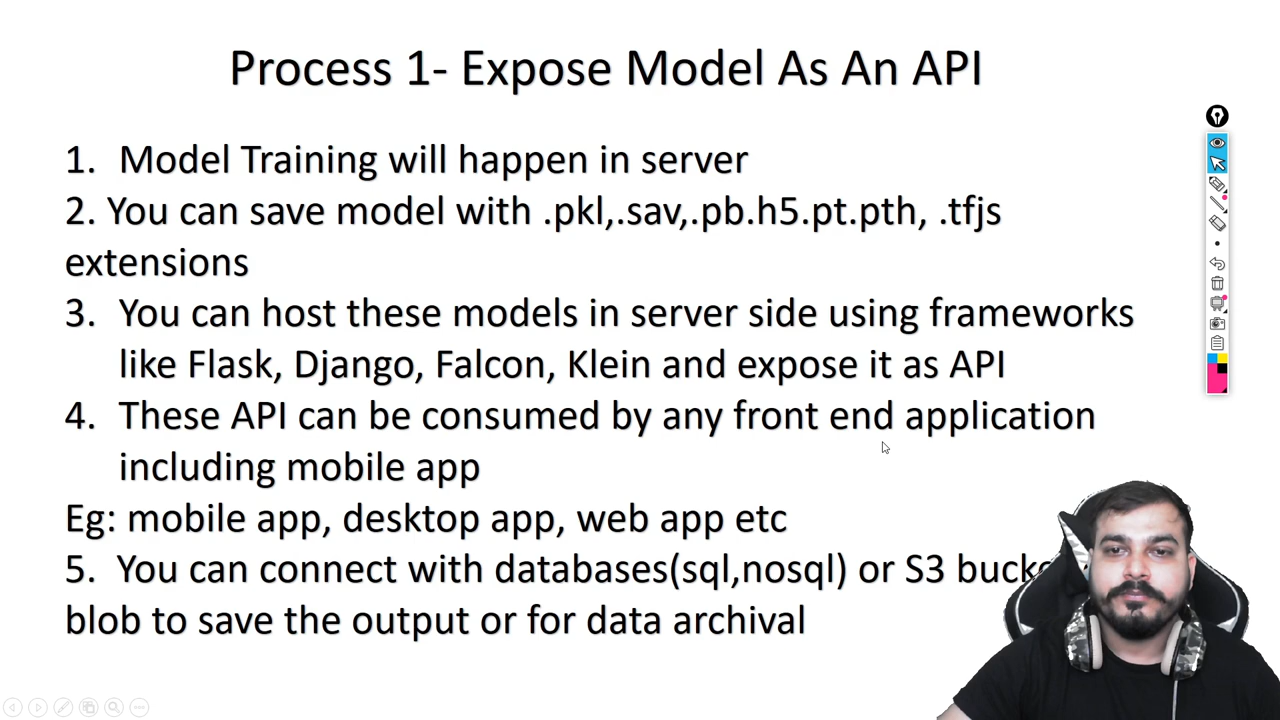 Process 1- Expose Model As An API
1. Model Training will happen in server
2. You can save model with .pkl,.sav,.pb.h5.pt.pth, .tfjs
extensions
3. You can host these models in server side using frameworks
like Flask, Django, Falcon, Klein and expose it as API
4. These API can be consumed by any front end application
including mobile app
Eg: mobile app, desktop app, web app etc
5. You can connect with databases(sql,nosql) or S3
blob to save the output or for data archival